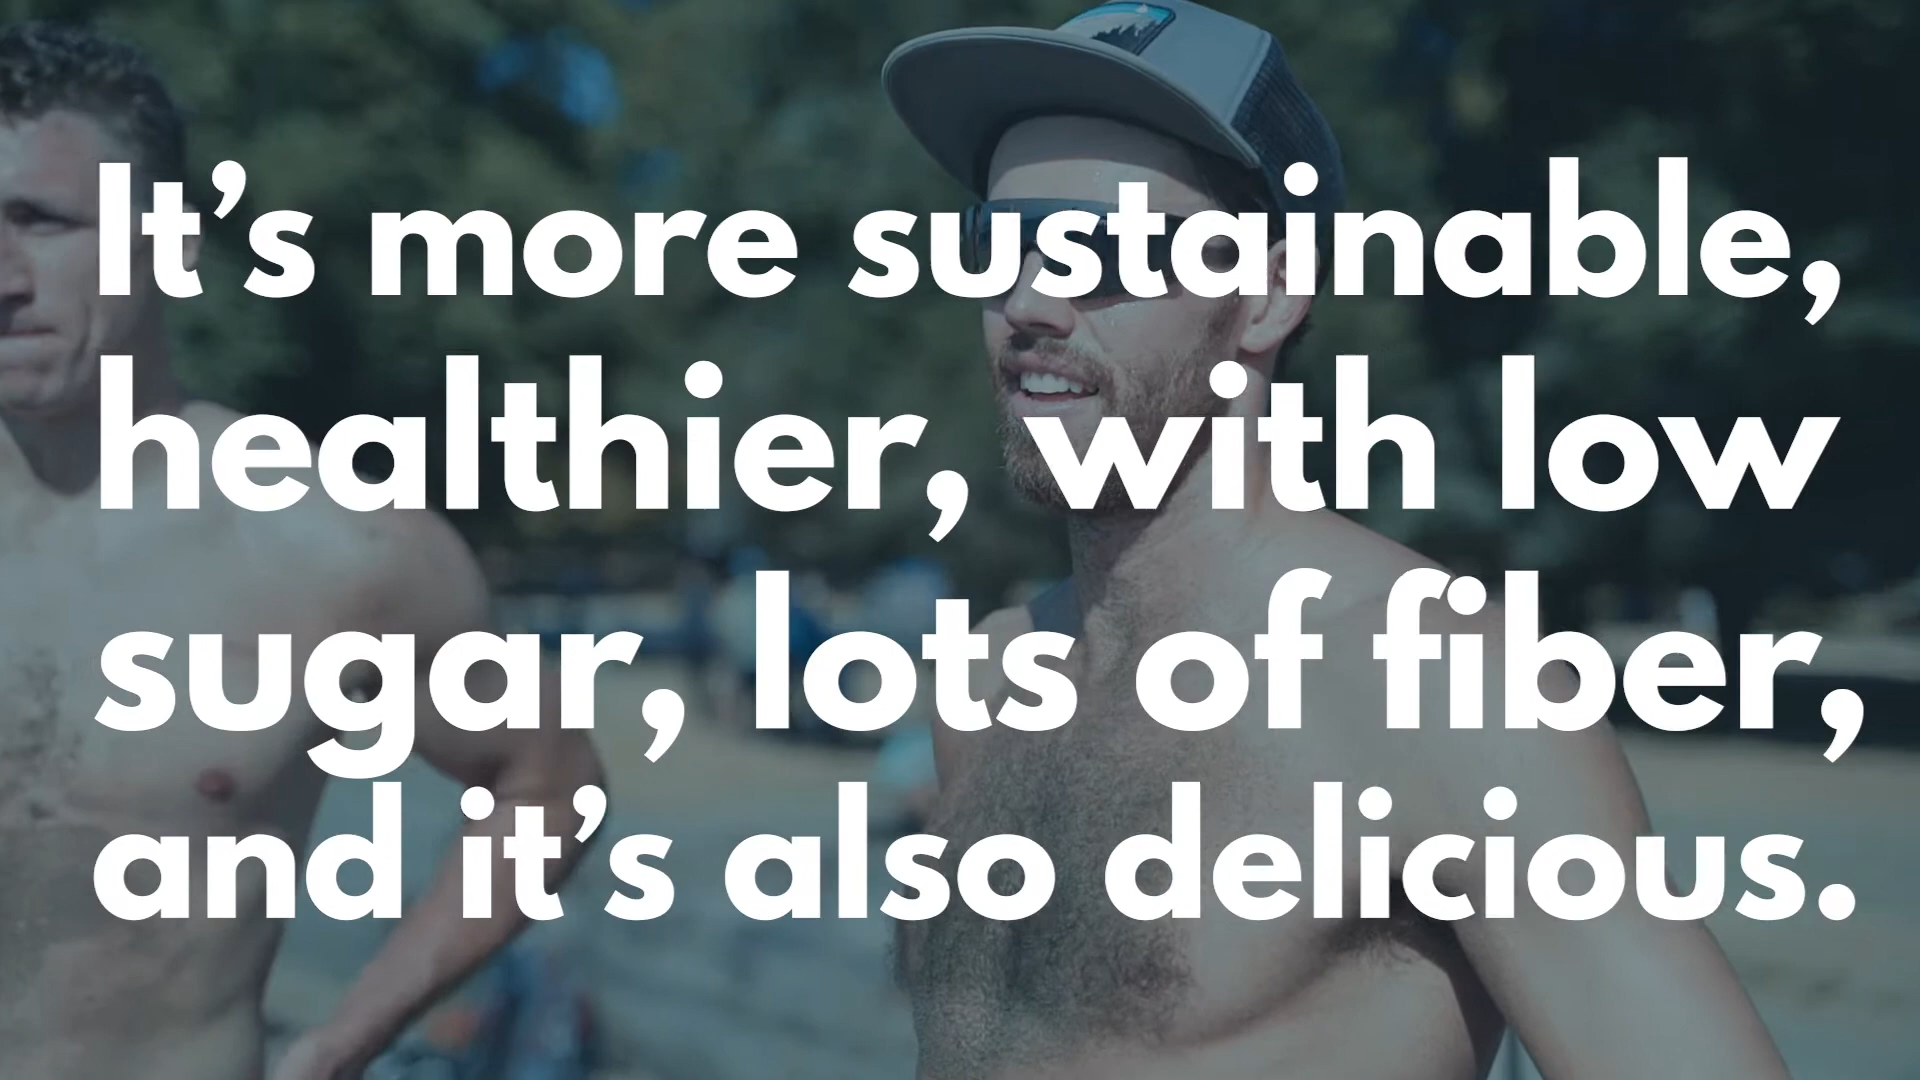 It’s more sustainable,
healthier, with low
sugar, lots of fiber,
and it’s also delicious.